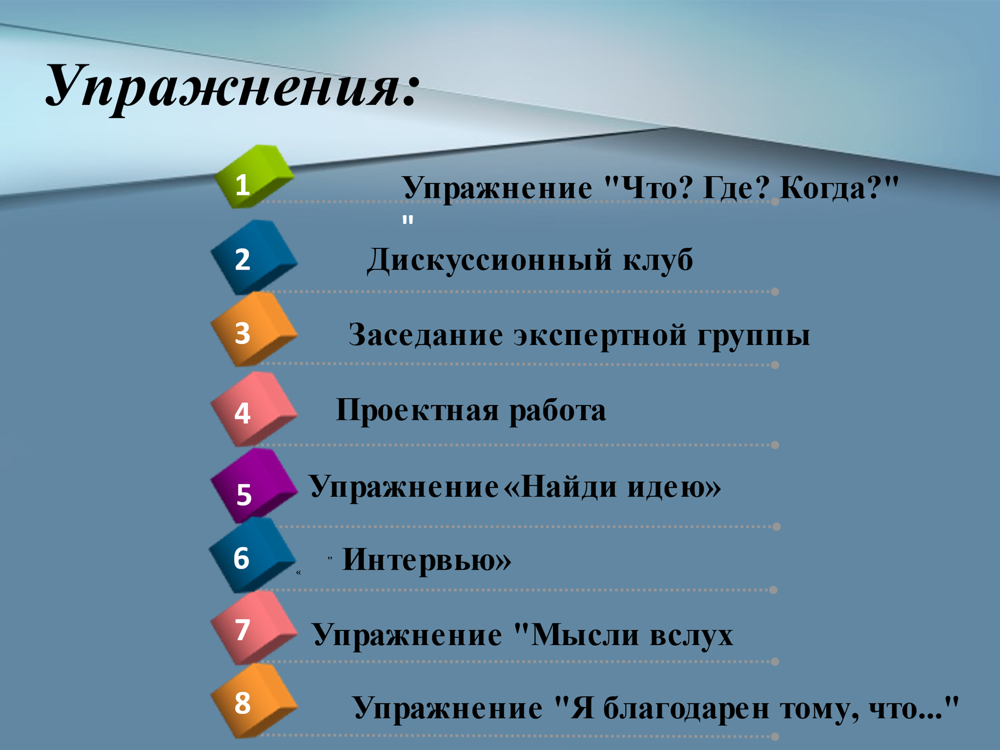 Упражнения:
1 Упражнение "Что? Где? Когда?"
"
2 Дискуссионный клуб
3 Заседание экспертной группы
4 Проектная работа
5 Упражнение «Найди идею»
6 « " Интервью»
7 Упражнение "Мысли вслух
8 Упражнение "Я благодарен тому, что..."